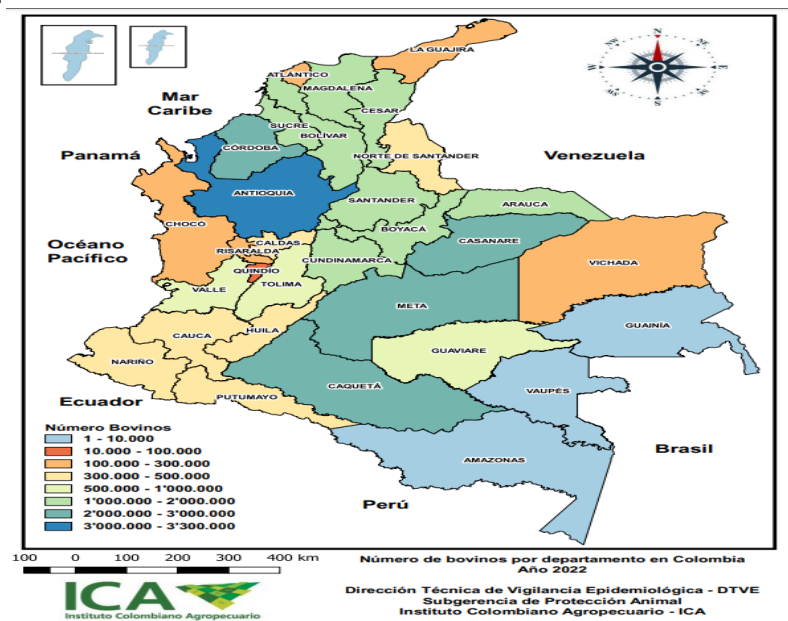 LA GUAJIRA
ATLÁNTICO
MAGDALENA
Mar
Caribe
CESAR
SUCRE
BOLÍVAR
CÓRDOBA
Panamá
NORTE DE SANTANDER
Venezuela
ANTIOQUIA
SANTANDER
ARAUCA
CHOCÓ
BOYACÁ
CASANARE
Océano
Pacífico
CALDAS
RISARALDA
CUNDINAMARCA
VICHADA
QUINDÍO
TOLIMA
VALLE
META
GUAINÍA
CAUCA
HUILA
GUAVIARE
NARIÑO
CAQUETÁ
VAUPÉS
PUTUMAYO
Ecuador
Brasil
AMAZONAS
Perú
Número Bovinos
1 - 10.000
10.000 - 100.000
100.000 - 300.000
300.000 - 500.000
500.000 - 1'000.000
1'000.000 - 2'000.000
2'000.000 - 3'000.000
3'000.000 - 3'300.000
100 0 100 200 300 400 km
Número de bovinos por departamento en Colombia
Año 2022
Dirección Técnica de Vigilancia Epidemiológica - DTVE
Subgerencia de Protección Animal
Instituto Colombiano Agropecuario - ICA
ICA
Instituto Colombiano Agropecuario
N
E
S
W